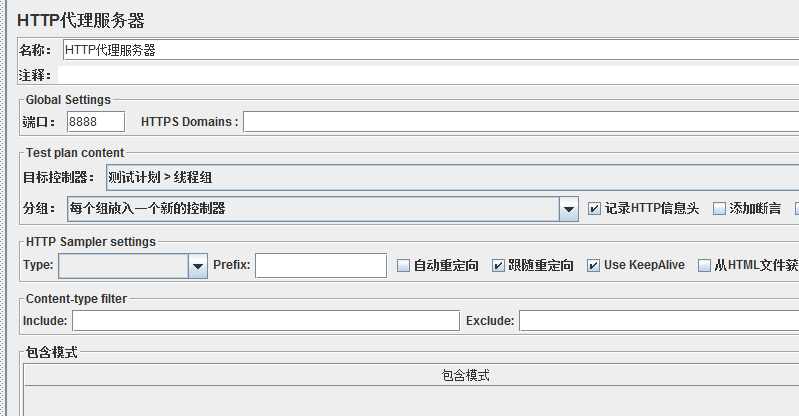 HTTP代理服务器
名称： HTTP代理服务器
注释：
Global Settings
端口： 8888 HTTPS Domains :
Test plan content
目标控制器： 测试计划 > 线程组
分组： 每个组放入一个新的控制器 记录HTTP信息头 添加断言
HTTP Sampler settings
Type: Prefix: 自动重定向 跟随重定向 Use KeepAlive 从HTML文件获
Content-type filter
Include: Exclude:
包含模式
包含模式